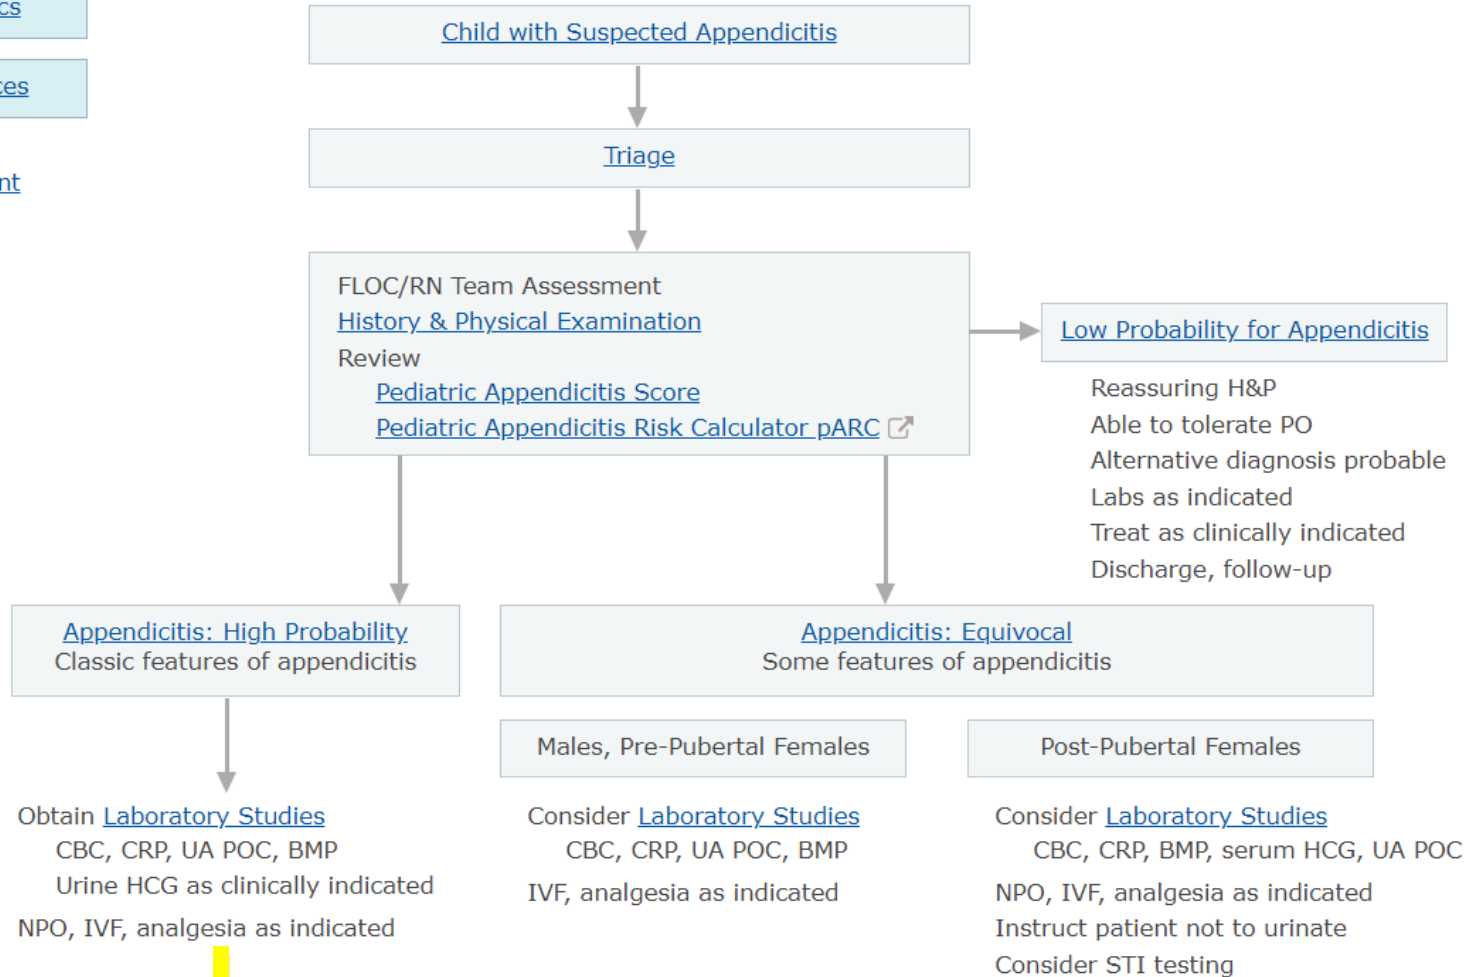 cs
ces
nt
Child with Suspected Appendicitis
Triage
FLOC/RN Team Assessment
History & Physical Examination
Review
Pediatric Appendicitis Score
Pediatric Appendicitis Risk Calculator pARC
Low Probability for Appendicitis
Reassuring H&P
Able to tolerate PO
Alternative diagnosis probable
Labs as indicated
Treat as clinically indicated
Discharge, follow-up
Appendicitis: High Probability
Classic features of appendicitis
Obtain Laboratory Studies
CBC, CRP, UA POC, BMP
Urine HCG as clinically indicated
NPO, IVF, analgesia as indicated
Appendicitis: Equivocal
Some features of appendicitis
Males, Pre-Pubertal Females
Consider Laboratory Studies
CBC, CRP, UA POC, BMP
IVF, analgesia as indicated
Post-Pubertal Females
Consider Laboratory Studies
CBC, CRP, BMP, serum HCG, UA POC
NPO, IVF, analgesia as indicated
Instruct patient not to urinate
Consider STI testing